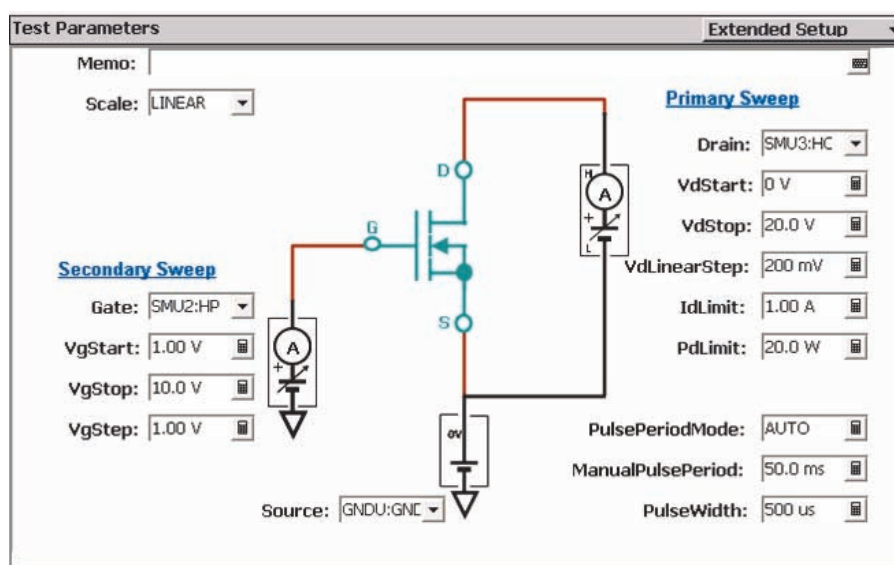 Test Parameters
Extended Setup
Memo:
Scale: LINEAR
Primary Sweep
Drain: SMU3:HC
VdStart: 0 V
VdStop: 20.0 V
VdLinearStep: 200 mV
IdLimit: 1.00 A
PdLimit: 20.0 W
D
Hi
A
+
L
G
S
Secondary Sweep
Gate: SMU2:HP
VgStart: 1.00 V
VgStop: 10.0 V
VgStep: 1.00 V
A
+
0V
PulsePeriodMode: AUTO
ManualPulsePeriod: 50.0 ms
PulseWidth: 500 us
Source: GNDU:GNE